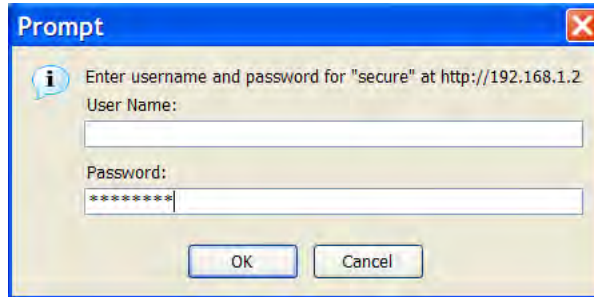 Prompt
Enter username and password for "secure" at http://192.168.1.2
User Name:
Password:
********
OK
Cancel